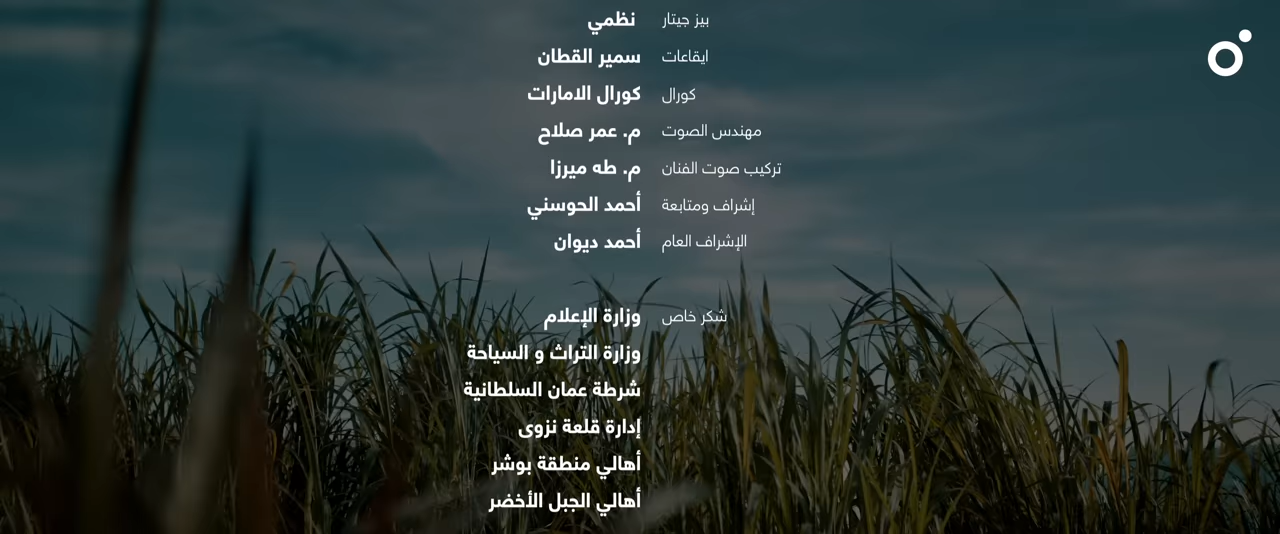 بيز جيتار نظمي
ايقاعات سمير القطان
كورال كورال الامارات
مهندس الصوت م. عمر صلاح
تركيب صوت الفنان م. طه ميرزا
إشراف ومتابعة أحمد الحوسني
الإشراف العام أحمد ديوان
شكر خاص وزارة الإعلام
وزارة التراث و السياحة
شرطة عمان السلطانية
إدارة قلعة نزوى
أهالي منطقة بوشر
أهالي الجبل الأخضر